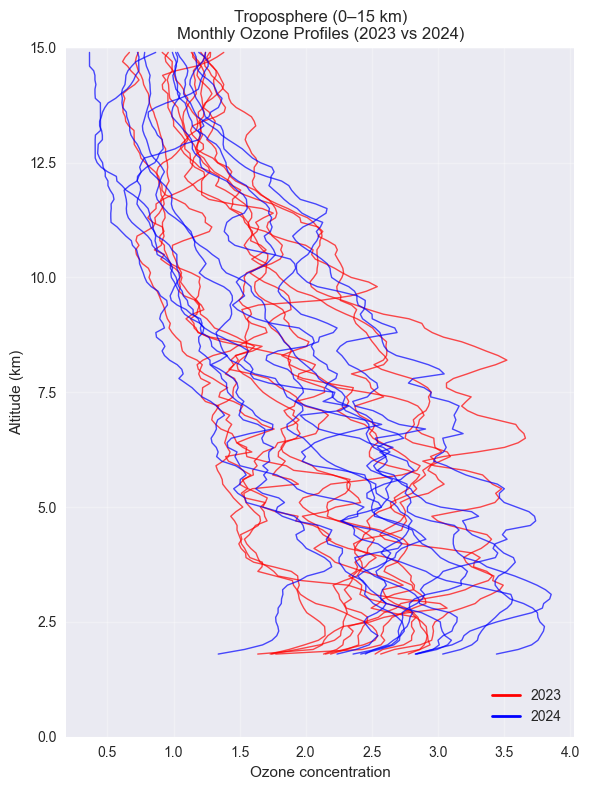 Troposphere (0–15 km)
Monthly Ozone Profiles (2023 vs 2024)
15.0
12.5
10.0
7.5
5.0
2.5
0.0
Altitude (km)
0.5 1.0 1.5 2.0 2.5 3.0 3.5 4.0
Ozone concentration
2023
2024